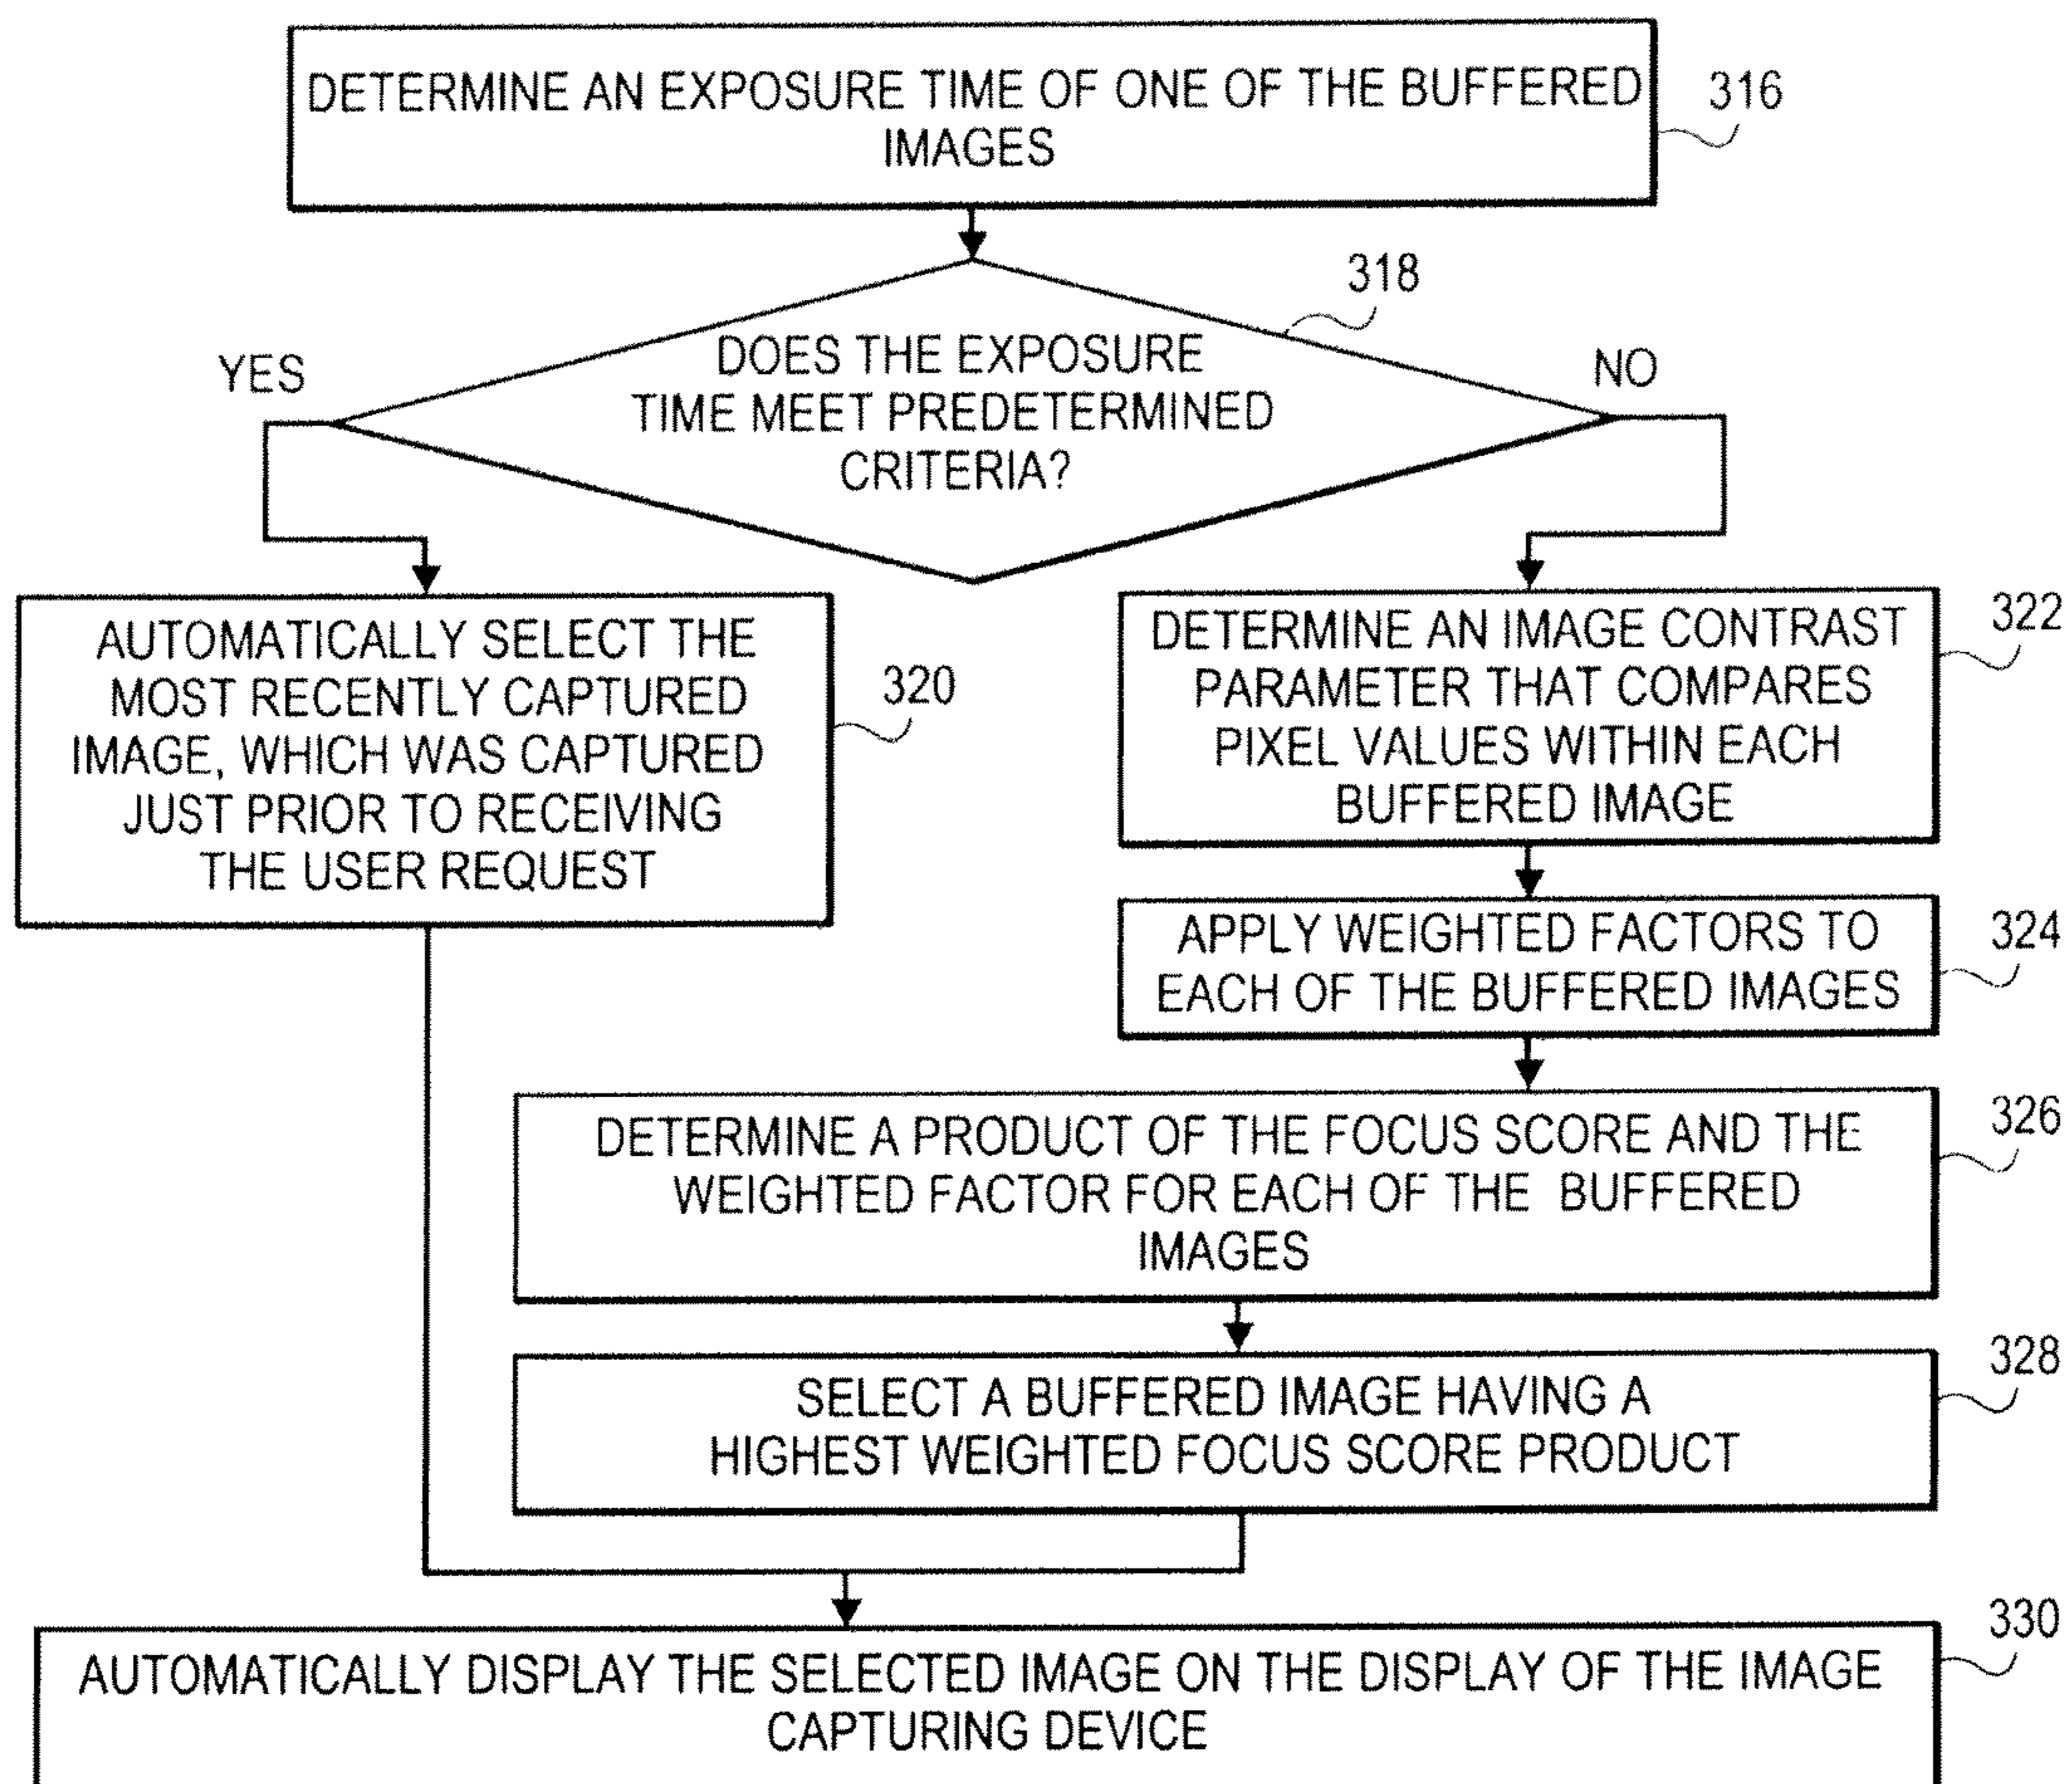 DETERMINE AN EXPOSURE TIME OF ONE OF THE BUFFERED
IMAGES
316
318
YES
NO
DOES THE EXPOSURE
TIME MEET PREDETERMINED
CRITERIA?
AUTOMATICALLY SELECT THE
MOST RECENTLY CAPTURED
IMAGE, WHICH WAS CAPTURED
JUST PRIOR TO RECEIVING
THE USER REQUEST
320
DETERMINE AN IMAGE CONTRAST
PARAMETER THAT COMPARES
PIXEL VALUES WITHIN EACH
BUFFERED IMAGE
322
APPLY WEIGHTED FACTORS TO
EACH OF THE BUFFERED IMAGES
324
DETERMINE A PRODUCT OF THE FOCUS SCORE AND THE
WEIGHTED FACTOR FOR EACH OF THE BUFFERED
IMAGES
326
SELECT A BUFFERED IMAGE HAVING A
HIGHEST WEIGHTED FOCUS SCORE PRODUCT
328
AUTOMATICALLY DISPLAY THE SELECTED IMAGE ON THE DISPLAY OF THE IMAGE
CAPTURING DEVICE
330